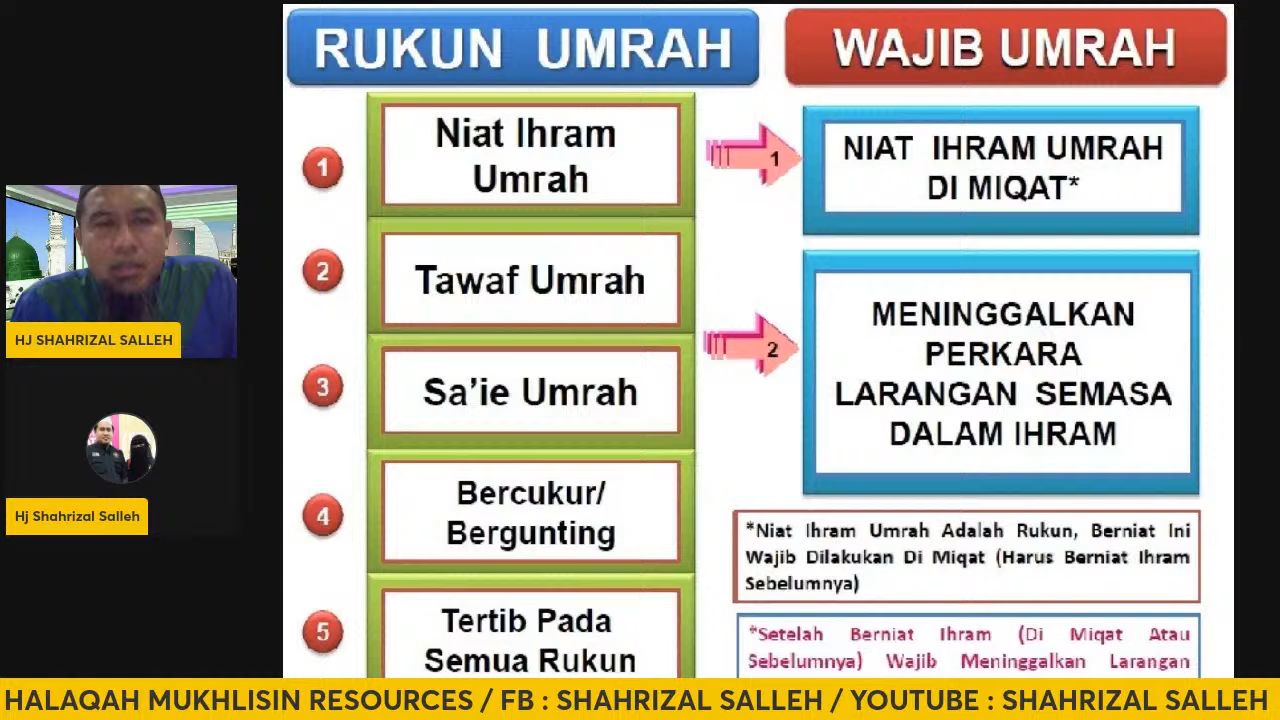 RUKUN UMRAH
1
Niat Ihram
Umrah
2
Tawaf Umrah
3
Sa'ie Umrah
4
Bercukur/
Bergunting
5
Tertib Pada
Semua Rukun
WAJIB UMRAH
1
NIAT IHRAM UMRAH
DI MIQAT*
2
MENINGGALKAN
PERKARA
LARANGAN SEMASA
DALAM IHRAM
*Niat Ihram Umrah Adalah Rukun, Berniat Ini
Wajib Dilakukan Di Miqat (Harus Berniat Ihram
Sebelumnya)
*Setelah Berniat Ihram (Di Miqat Atau
Sebelumnya) Wajib Meninggalkan Larangan
HJ SHAHRIZAL SALLEH
Hj Shahrizal Salleh
HALAQAH MUKHLISIN RESOURCES / FB : SHAHRIZAL SALLEH / YOUTUBE : SHAHRIZAL SALLEH